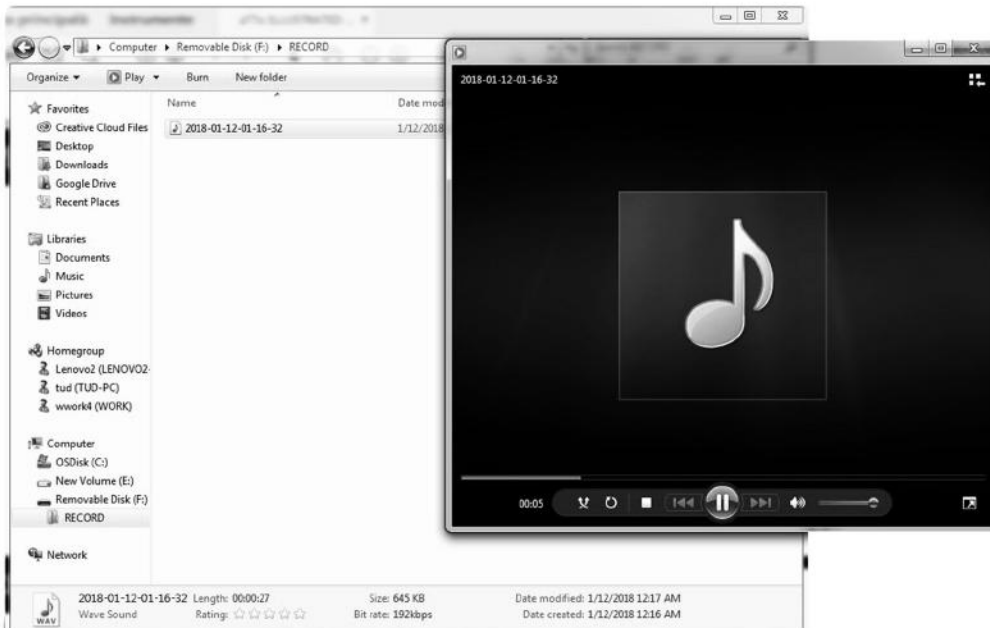 Computer ▸ Removable Disk (F:) ▸ RECORD
Organize Play Burn New folder
Name Date mod
2018-01-12-01-16-32 1/12/2018
Favorites
Creative Cloud Files
Desktop
Downloads
Google Drive
Recent Places
Libraries
Documents
Music
Pictures
Videos
Homegroup
Lenovo2 (LENOVO2-
tud (TUD-PC)
wwork4 (WORK)
Computer
OSDisk (C:)
New Volume (E:)
Removable Disk (F:)
RECORD
Network
2018-01-12-01-16-32 Length: 00:00:27 Size: 645 KB Date modified: 1/12/2018 12:17 AM
WAV Wave Sound Rating: Bit rate: 192kbps Date created: 1/12/2018 12:16 AM
2018-01-12-01-16-32
00:05